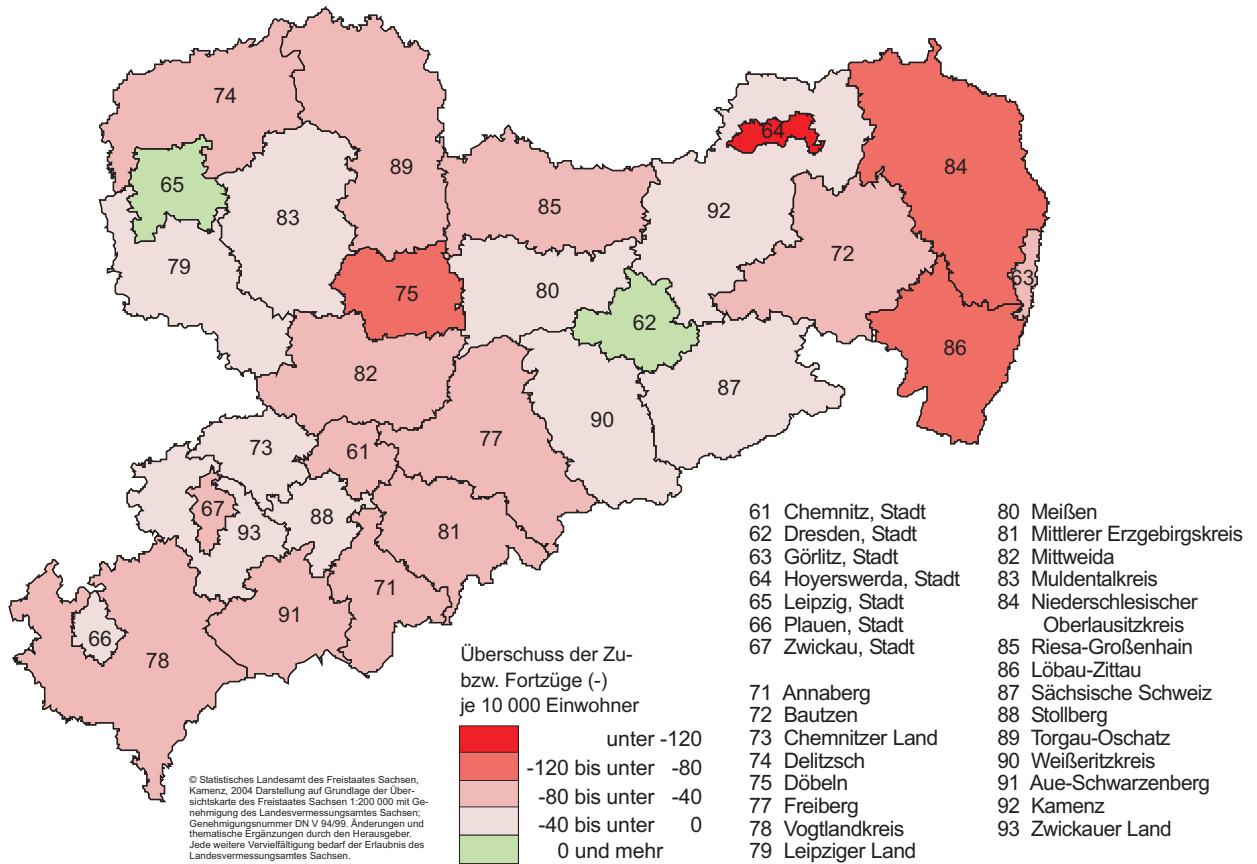 74
64
89
84
65
85
92
83
72
79
63
75
80
62
86
82
87
90
77
73
61
67
88
93
81
71
91
66
78
Überschuss der Zu-
bzw. Fortzüge (-)
je 10 000 Einwohner
unter -120
-120 bis unter -80
-80 bis unter -40
-40 bis unter 0
0 und mehr
61 Chemnitz, Stadt
62 Dresden, Stadt
63 Görlitz, Stadt
64 Hoyerswerda, Stadt
65 Leipzig, Stadt
66 Plauen, Stadt
67 Zwickau, Stadt
71 Annaberg
72 Bautzen
73 Chemnitzer Land
74 Delitzsch
75 Döbeln
77 Freiberg
78 Vogtlandkreis
79 Leipziger Land
80 Meißen
81 Mittlerer Erzgebirgskreis
82 Mittweida
83 Muldentalkreis
84 Niederschlesischer
Oberlausitzkreis
85 Riesa-Großenhain
86 Löbau-Zittau
87 Sächsische Schweiz
88 Stollberg
89 Torgau-Oschatz
90 Weißeritzkreis
91 Aue-Schwarzenberg
92 Kamenz
93 Zwickauer Land
© Statistisches Landesamt des Freistaates Sachsen,
Kamenz, 2004 Darstellung auf Grundlage der Über-
sichtskarte des Freistaates Sachsen 1:200 000 mit Ge-
nehmigung des Landesvermessungsamtes Sachsen;
Genehmigungsnummer DN V 94/99. Änderungen und
thematische Ergänzungen durch den Herausgeber.
Jede weitere Vervielfältigung bedarf der Erlaubnis des
Landesvermessungsamtes Sachsen.